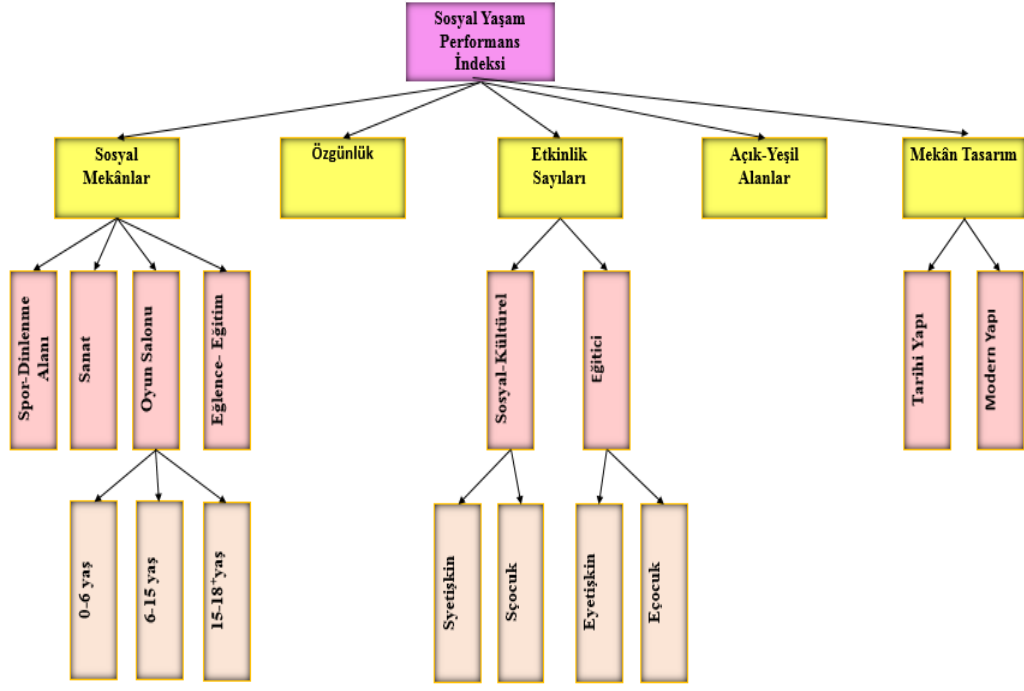 Sosyal Yaşam
Performans
İndeksi
Sosyal
Mekânlar
Özgünlük
Etkinlik
Sayıları
Açık-Yeşil
Alanlar
Mekân Tasarım
Spor-Dinlenme
Alanı
Sanat
Oyun Salonu
Eğlence- Eğitim
Sosyal-Kültürel
Eğitici
Tarihi Yapı
Modern Yapı
0-6 yaş
6-15 yaş
15-18⁺yaş
Syetişkin
Sçocuk
Eyetişkin
Eçocuk